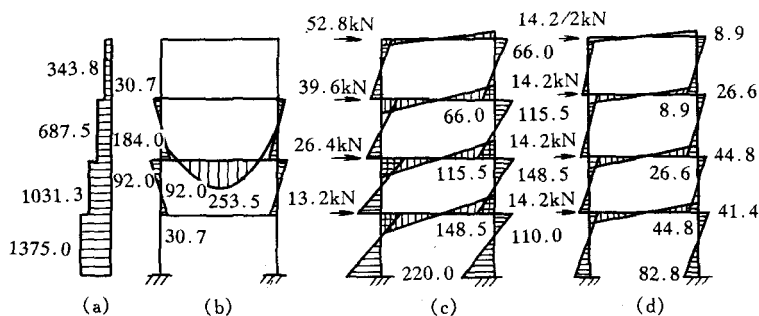 343.8
687.5
1031.3
1375.0
(a)
30.7
184.0
92.0
92.0
253.5
30.7
(b)
52.8kN
39.6kN
26.4kN
13.2kN
66.0
66.0
115.5
115.5
148.5
148.5
110.0
220.0
(c)
14.2/2kN
14.2kN
14.2kN
14.2kN
8.9
8.9
26.6
26.6
44.8
44.8
41.4
82.8
(d)